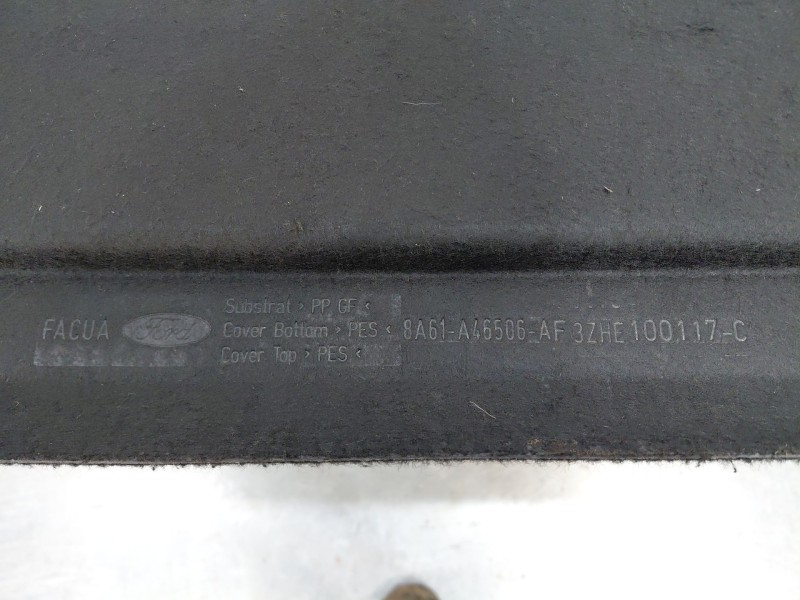 FACUA Ford
Substrat > PP GF <
Cover Bottom > PES <
Cover Top > PES <
8A61-A46506-AF 3ZHE100117-C